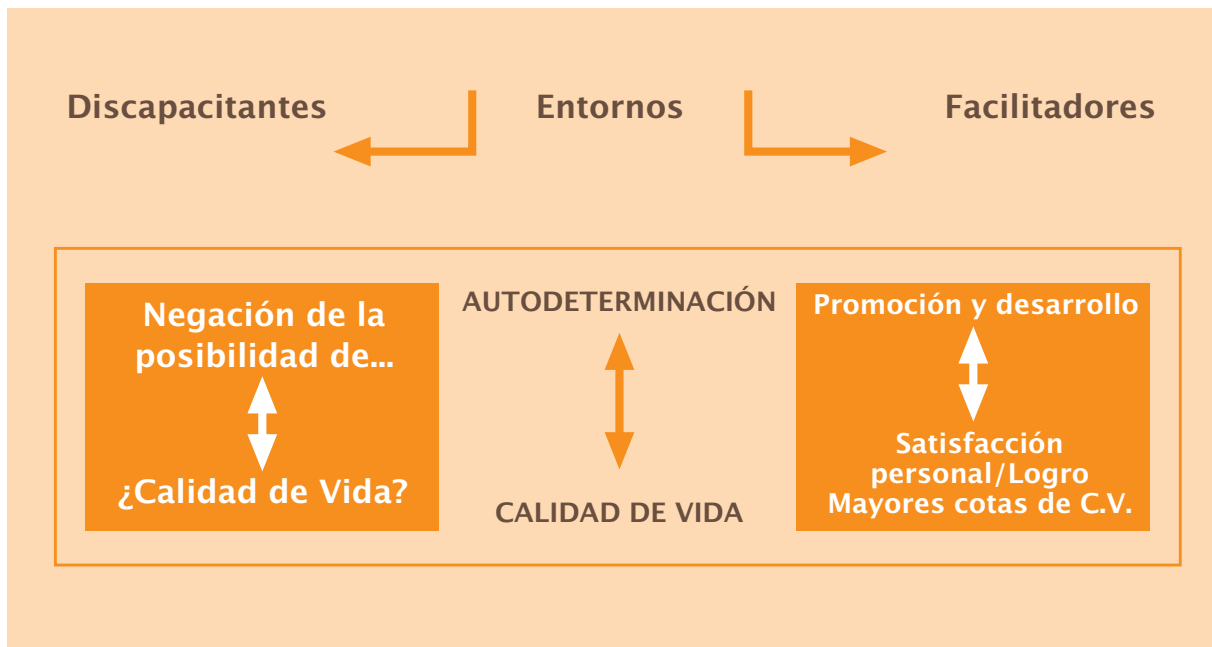 Discapacitantes
Entornos
Facilitadores
Negación de la
posibilidad de...
¿Calidad de Vida?
AUTODETERMINACIÓN
CALIDAD DE VIDA
Promoción y desarrollo
Satisfacción
personal/Logro
Mayores cotas de C.V.